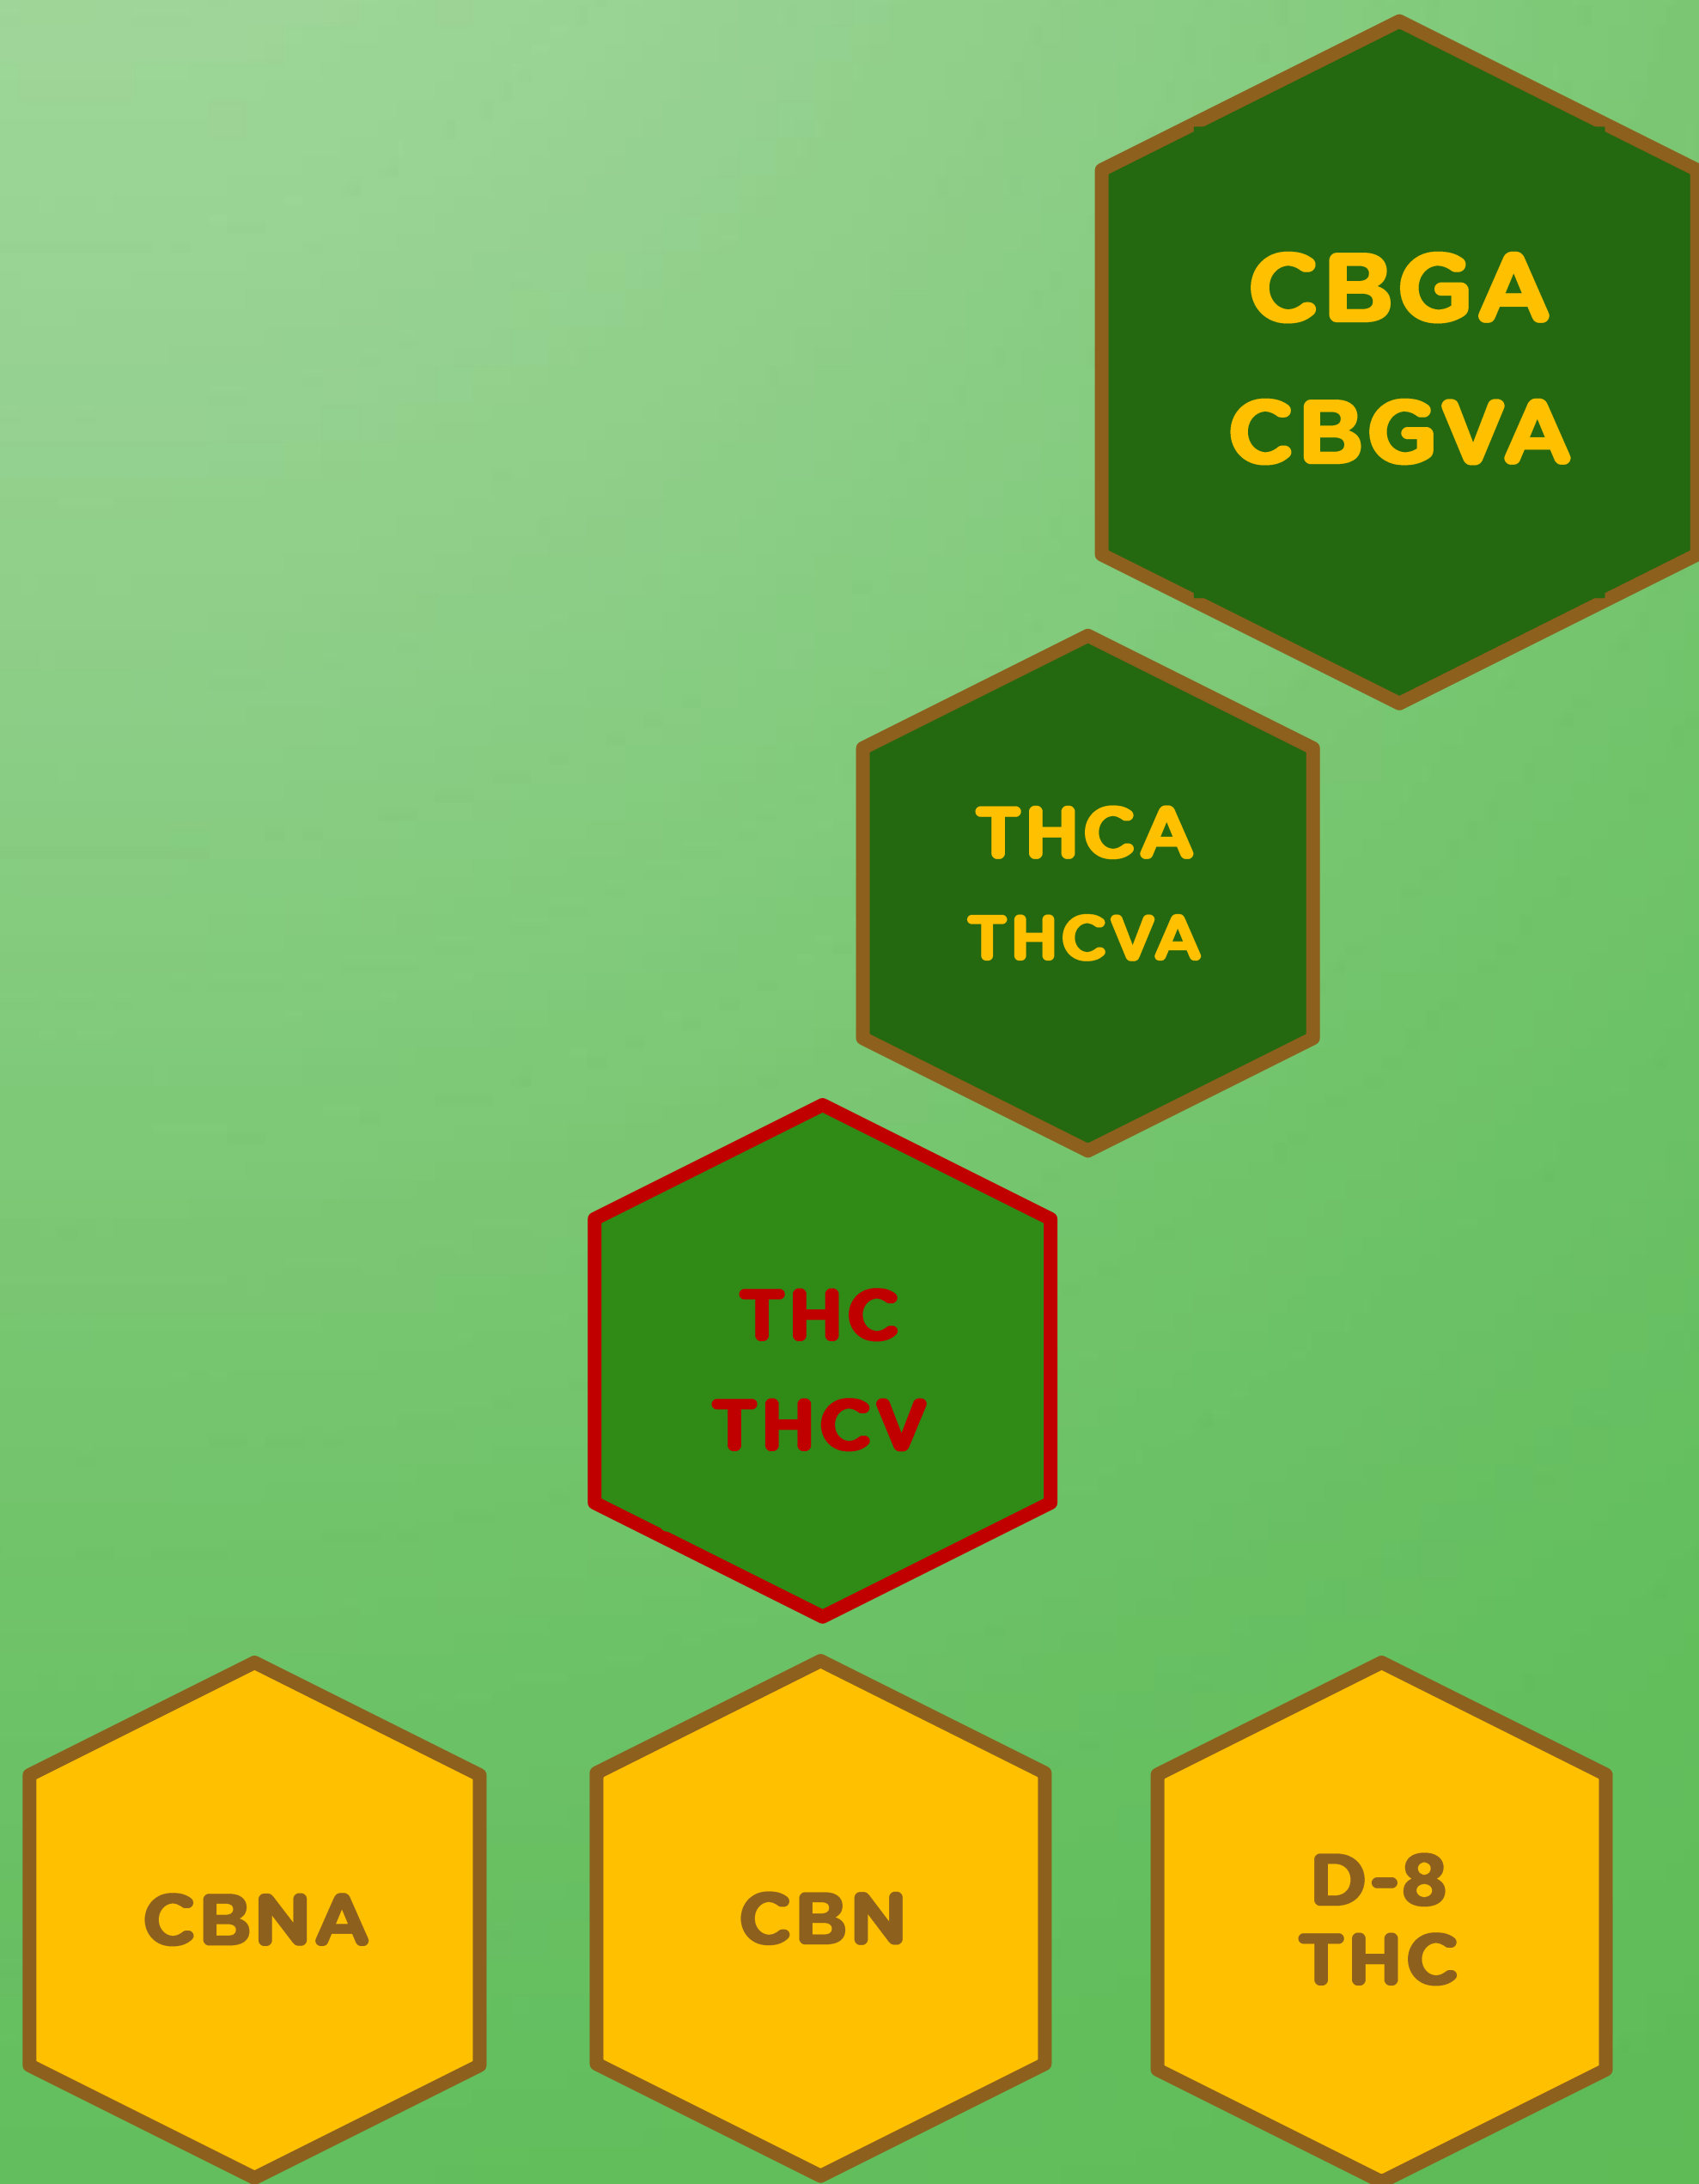 CBGA
CBGVA
THCA
THCVA
THC
THCV
CBNA
CBN
D-8
THC